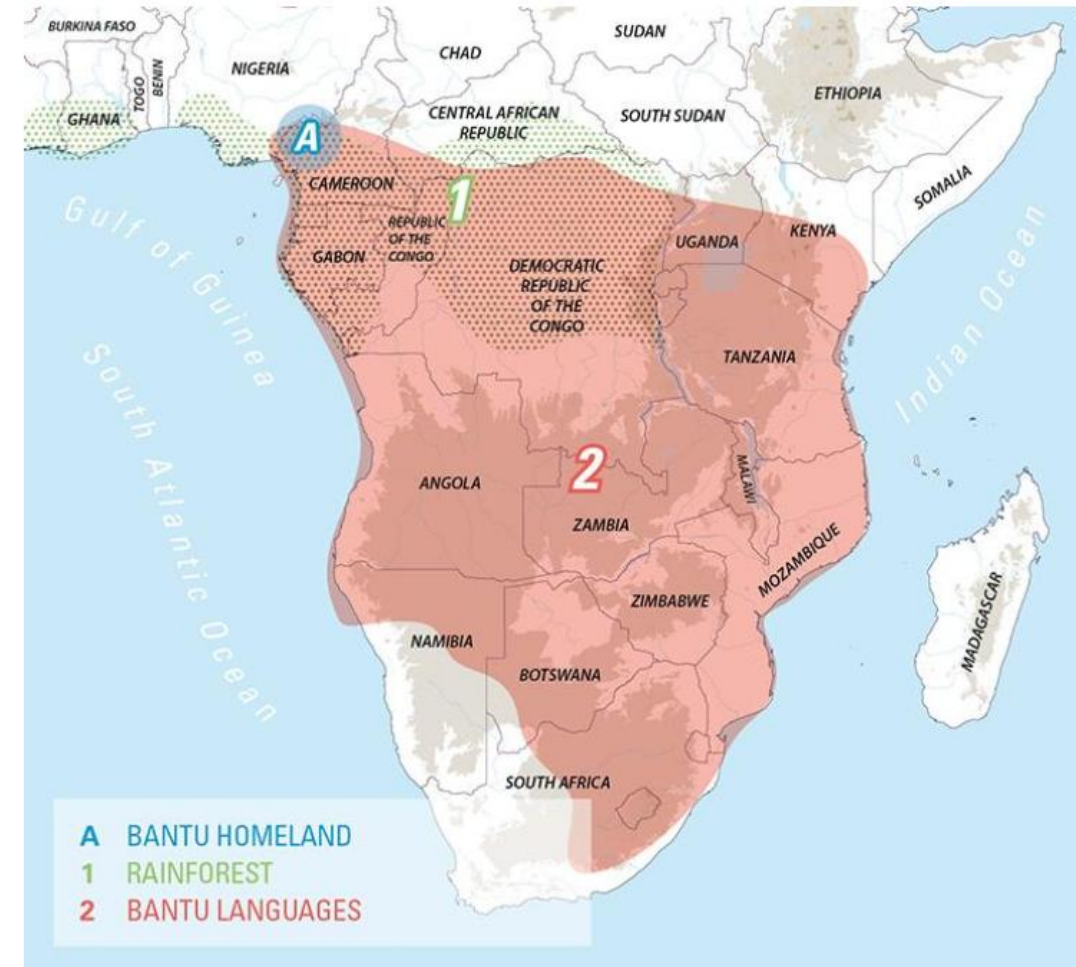 BURKINA FASO
SUDAN
CHAD
NIGERIA
TOGO
BENIN
ETHIOPIA
GHANA
CENTRAL AFRICAN
REPUBLIC
SOUTH SUDAN
A
CAMEROON
SOMALIA
1
REPUBLIC
OF THE
CONGO
UGANDA
KENYA
GABON
DEMOCRATIC
REPUBLIC
OF THE
CONGO
Gulf of Guinea
TANZANIA
Indian Ocean
South Atlantic Ocean
2
MALAWI
ANGOLA
ZAMBIA
MOZAMBIQUE
ZIMBABWE
MADAGASCAR
NAMIBIA
BOTSWANA
SOUTH AFRICA
A BANTU HOMELAND
1 RAINFOREST
2 BANTU LANGUAGES